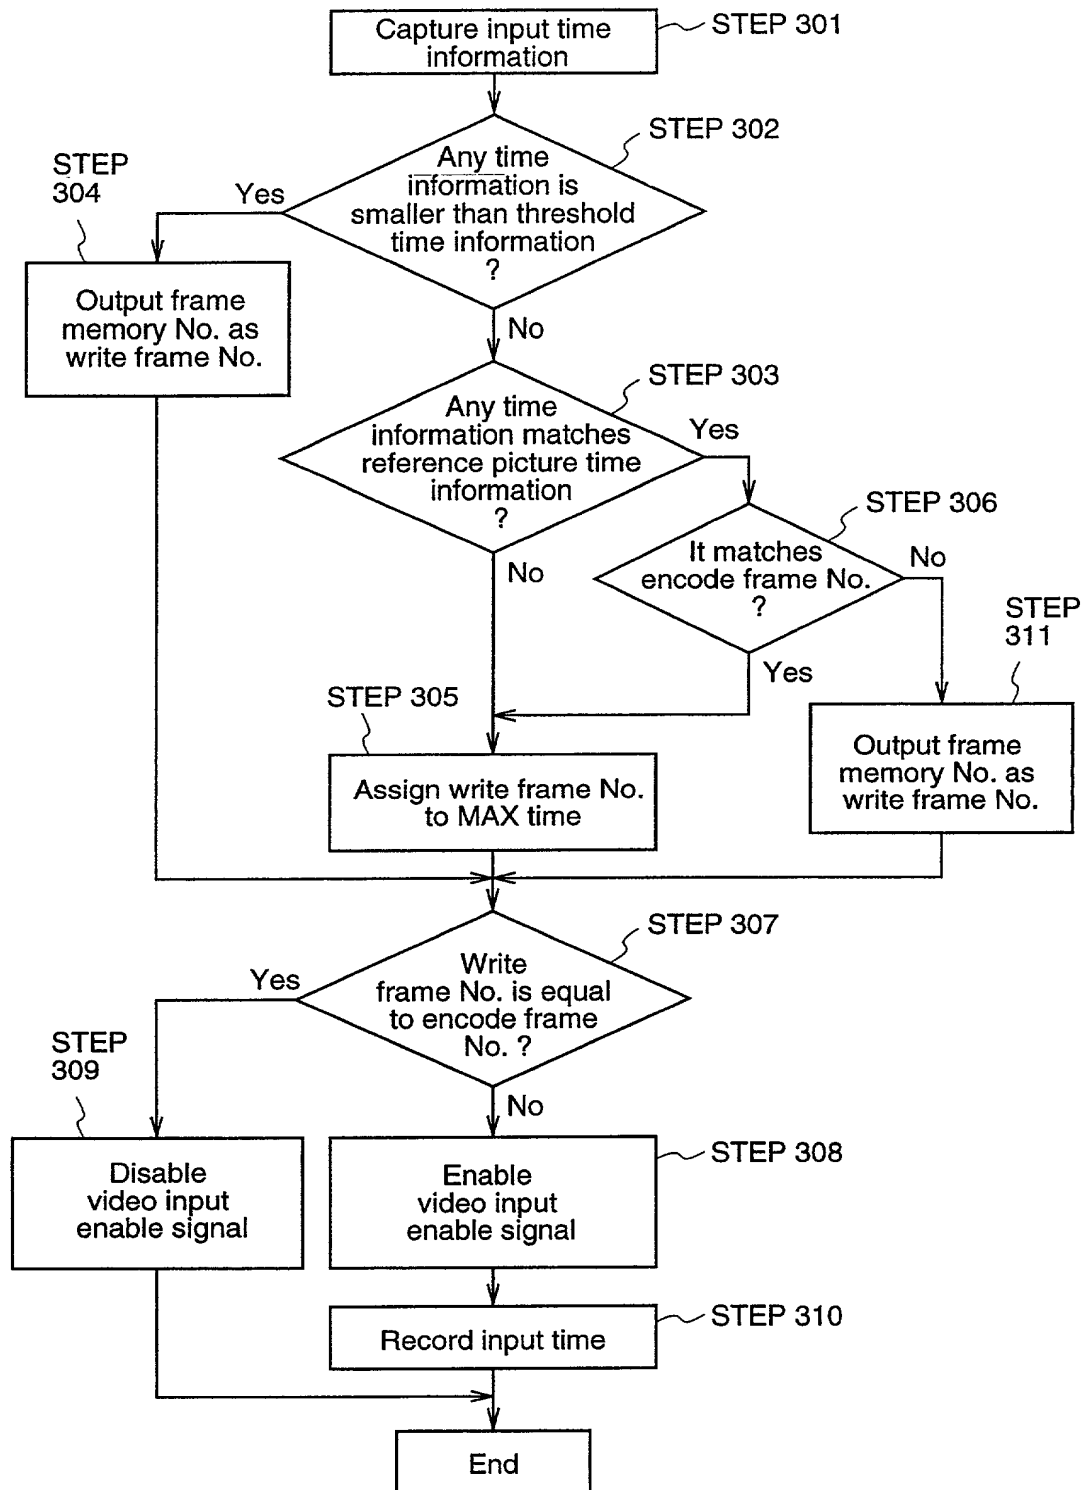 Capture input time
information
STEP 301
STEP 302
Any time
information is
smaller than threshold
time information
?
Yes
STEP
304
Output frame
memory No. as
write frame No.
No
STEP 303
Any time
information matches
reference picture time
information
?
Yes
No
STEP 306
It matches
encode frame No.
?
No
Yes
STEP
311
Output frame
memory No. as
write frame No.
STEP 305
Assign write frame No.
to MAX time
STEP 307
Write
frame No. is equal
to encode frame
No. ?
Yes
No
STEP
309
Disable
video input
enable signal
STEP 308
Enable
video input
enable signal
STEP 310
Record input time
End